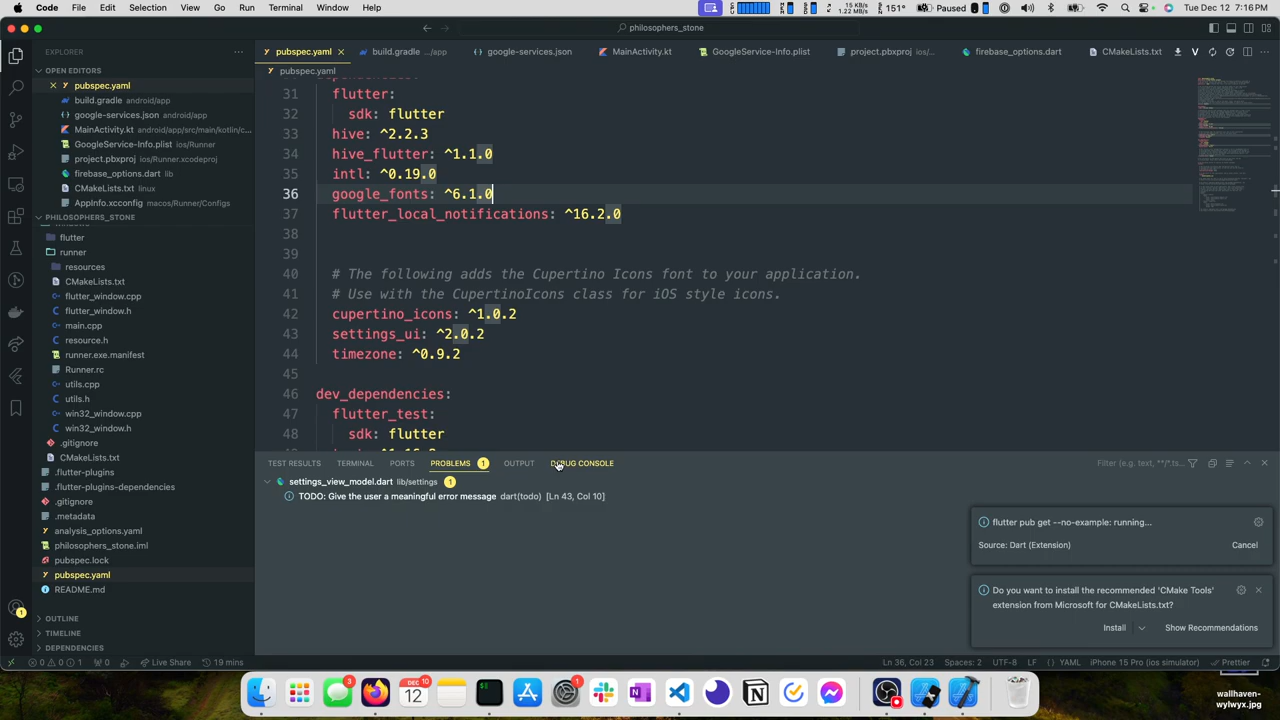 Code File Edit Selection View Go Run Terminal Window Help
1.15 MB/s
1.22 KB/s
151° Paused Tue Dec 12 7:16 PM
philosophers_stone
EXPLORER
OPEN EDITORS
pubspec.yaml
build.gradle android/app
google-services.json android/app
MainActivity.kt android/app/src/main/kotlin/c...
GoogleService-Info.plist ios/Runner
project.pbxproj ios/Runner.xcodeproj
firebase_options.dart lib
CMakeLists.txt linux
AppInfo.xcconfig macos/Runner/Configs
PHILOSOPHERS_STONE
flutter
runner
resources
CMakeLists.txt
flutter_window.cpp
flutter_window.h
main.cpp
resource.h
runner.exe.manifest
Runner.rc
utils.cpp
utils.h
win32_window.cpp
win32_window.h
.gitignore
CMakeLists.txt
.flutter-plugins
.flutter-plugins-dependencies
.gitignore
.metadata
analysis_options.yaml
philosophers_stone.iml
pubspec.lock
pubspec.yaml
README.md
OUTLINE
TIMELINE
DEPENDENCIES
pubspec.yaml build.gradle .../app google-services.json MainActivity.kt GoogleService-Info.plist project.pbxproj ios/... firebase_options.dart CMakeLists.txt
pubspec.yaml
31 flutter:
32 sdk: flutter
33 hive: ^2.2.3
34 hive_flutter: ^1.1.0
35 intl: ^0.19.0
36 google_fonts: ^6.1.0
37 flutter_local_notifications: ^16.2.0
38
39
40 # The following adds the Cupertino Icons font to your application.
41 # Use with the CupertinoIcons class for iOS style icons.
42 cupertino_icons: ^1.0.2
43 settings_ui: ^2.0.2
44 timezone: ^0.9.2
45
46 dev_dependencies:
47 flutter_test:
48 sdk: flutter
TEST RESULTS TERMINAL PORTS PROBLEMS 1 OUTPUT DEBUG CONSOLE Filter (e.g. text, **/*.ts...
settings_view_model.dart lib/settings 1
TODO: Give the user a meaningful error message dart(todo) [Ln 43, Col 10]
flutter pub get --no-example: running...
Source: Dart (Extension) Cancel
Do you want to install the recommended 'CMake Tools'
extension from Microsoft for CMakeLists.txt?
Install Show Recommendations
0 0 1 0 Live Share 19 mins Ln 36, Col 23 Spaces: 2 UTF-8 LF { } YAML iPhone 15 Pro (ios simulator) Prettier
DEC
12
10
1
wallhaven-
wylwyx.jpg